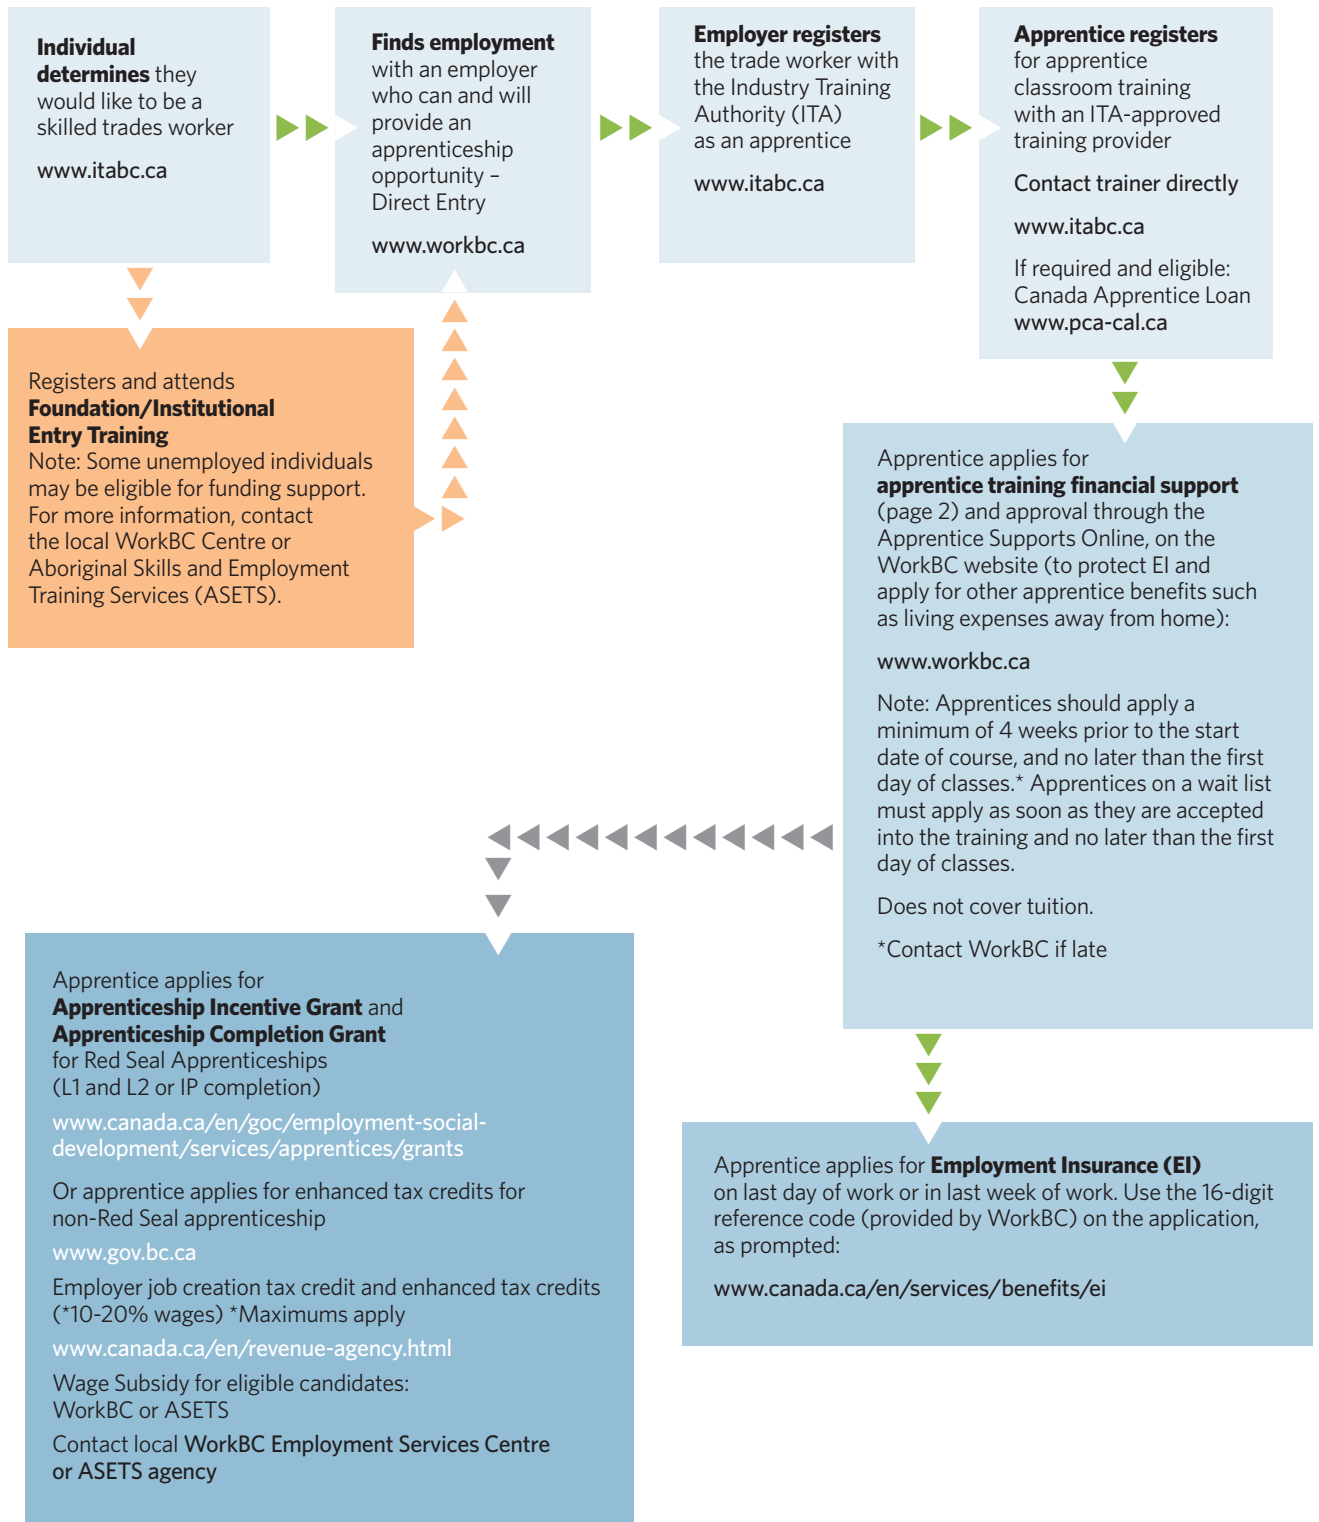 Individual
determines they
would like to be a
skilled trades worker
www.itabc.ca
Finds employment
with an employer
who can and will
provide an
apprenticeship
opportunity –
Direct Entry
www.workbc.ca
Employer registers
the trade worker with
the Industry Training
Authority (ITA)
as an apprentice
www.itabc.ca
Apprentice registers
for apprentice
classroom training
with an ITA-approved
training provider
Contact trainer directly
www.itabc.ca
If required and eligible:
Canada Apprentice Loan
www.pca-cal.ca
Registers and attends
Foundation/Institutional
Entry Training
Note: Some unemployed individuals
may be eligible for funding support.
For more information, contact
the local WorkBC Centre or
Aboriginal Skills and Employment
Training Services (ASETS).
Apprentice applies for
apprentice training financial support
(page 2) and approval through the
Apprentice Supports Online, on the
WorkBC website (to protect EI and
apply for other apprentice benefits such
as living expenses away from home):
www.workbc.ca
Note: Apprentices should apply a
minimum of 4 weeks prior to the start
date of course, and no later than the first
day of classes.* Apprentices on a wait list
must apply as soon as they are accepted
into the training and no later than the first
day of classes.
Does not cover tuition.
*Contact WorkBC if late
Apprentice applies for
Apprenticeship Incentive Grant and
Apprenticeship Completion Grant
for Red Seal Apprenticeships
(L1 and L2 or IP completion)
www.canada.ca/en/goc/employment-social-
development/services/apprentices/grants
Or apprentice applies for enhanced tax credits for
non-Red Seal apprenticeship
www.gov.bc.ca
Employer job creation tax credit and enhanced tax credits
(*10-20% wages) *Maximums apply
www.canada.ca/en/revenue-agency.html
Wage Subsidy for eligible candidates:
WorkBC or ASETS
Contact local WorkBC Employment Services Centre
or ASETS agency
Apprentice applies for Employment Insurance (EI)
on last day of work or in last week of work. Use the 16-digit
reference code (provided by WorkBC) on the application,
as prompted:
www.canada.ca/en/services/benefits/ei